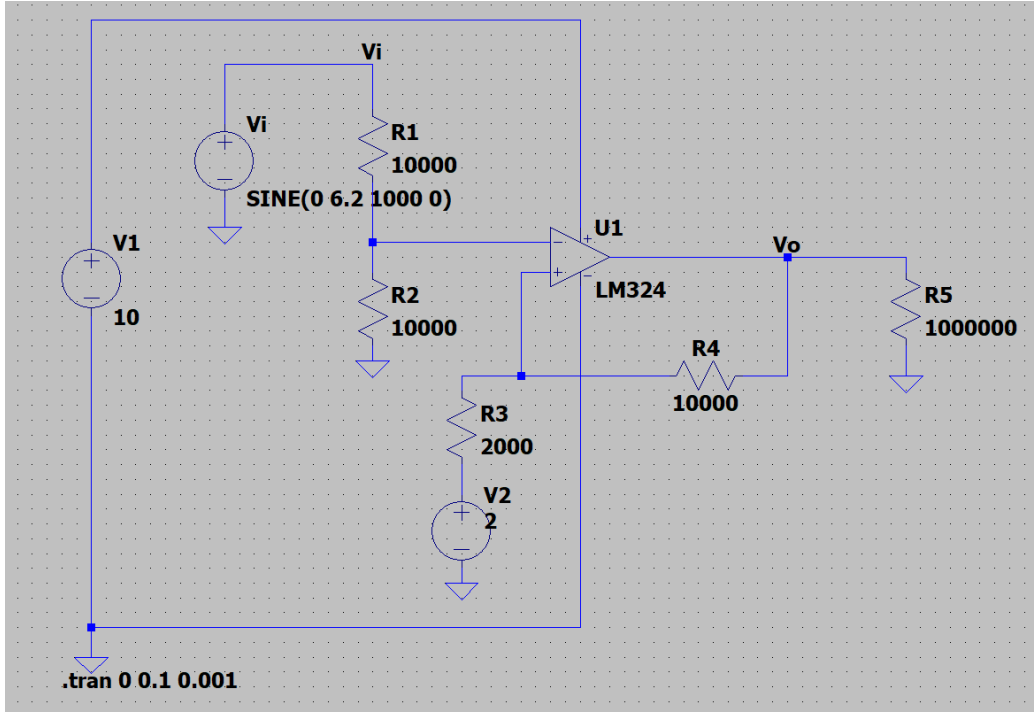 Vi
Vi
R1
10000
SINE(0 6.2 1000 0)
V1
10
U1
LM324
Vo
R2
10000
R5
1000000
R4
10000
R3
2000
V2
2
.tran 0 0.1 0.001